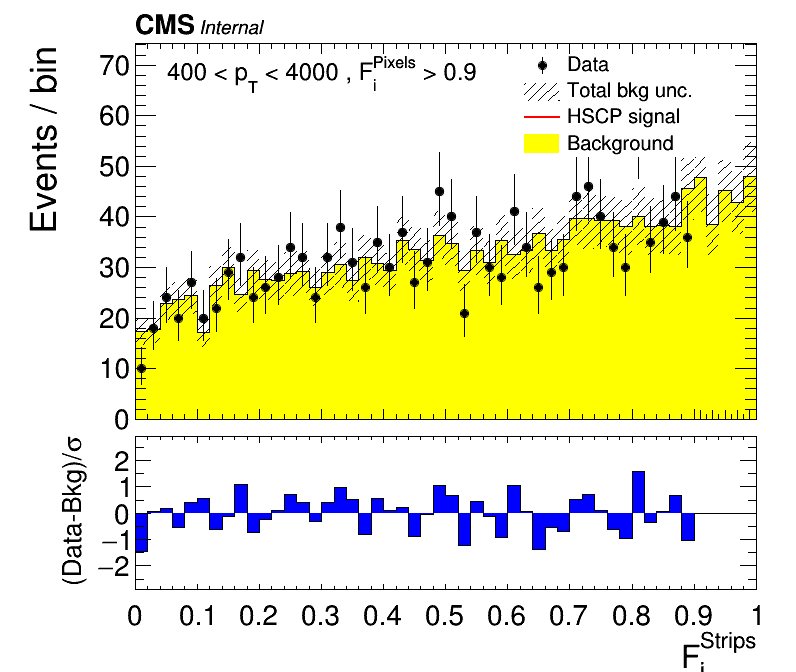 CMS Internal
400 < p_T < 4000 , F_i^Pixels > 0.9
Data
Total bkg unc.
HSCP signal
Background
Events / bin
70
60
50
40
30
20
10
0
(Data-Bkg)/σ
2
1
0
−1
−2
0 0.1 0.2 0.3 0.4 0.5 0.6 0.7 0.8 0.9 1
F_i^Strips